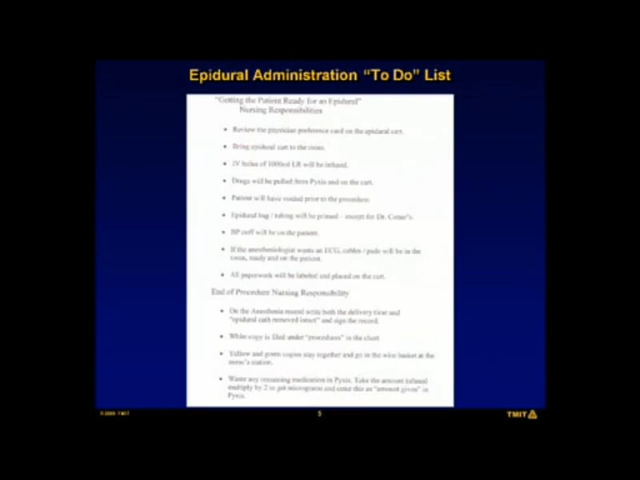 Epidural Administration “To Do” List
"Getting the Patient Ready for an Epidural"
Nursing Responsibilities
• Review the physician preference card on the epidural cart.
• Bring epidural cart to the room.
• IV bolus of 1000ml LR will be infused.
• Drugs will be pulled from Pyxis and on the cart.
• Patient will have voided prior to the procedure.
• Epidural bag / tubing will be primed – except for Dr.
• BP cuff will be on the patient.
• If the anesthesiologist wants an ECG, cables / pads will be in the
room, ready and on the patient.
• All paperwork will be labeled and placed on the cart.
End of Procedure Nursing Responsibility
• On the Anesthesia record write both the delivery time and
"epidural cath removed intact" and sign the record.
• White copy is filed under "procedures" in the chart
• Yellow and green copies stay together and go in the wire basket at the
nurse's station.
• Waste any remaining medication in Pyxis. Take the amount infused
multiply by 2 to get micrograms and enter this as "amount given" in
Pyxis.
TMIT
5
TMIT